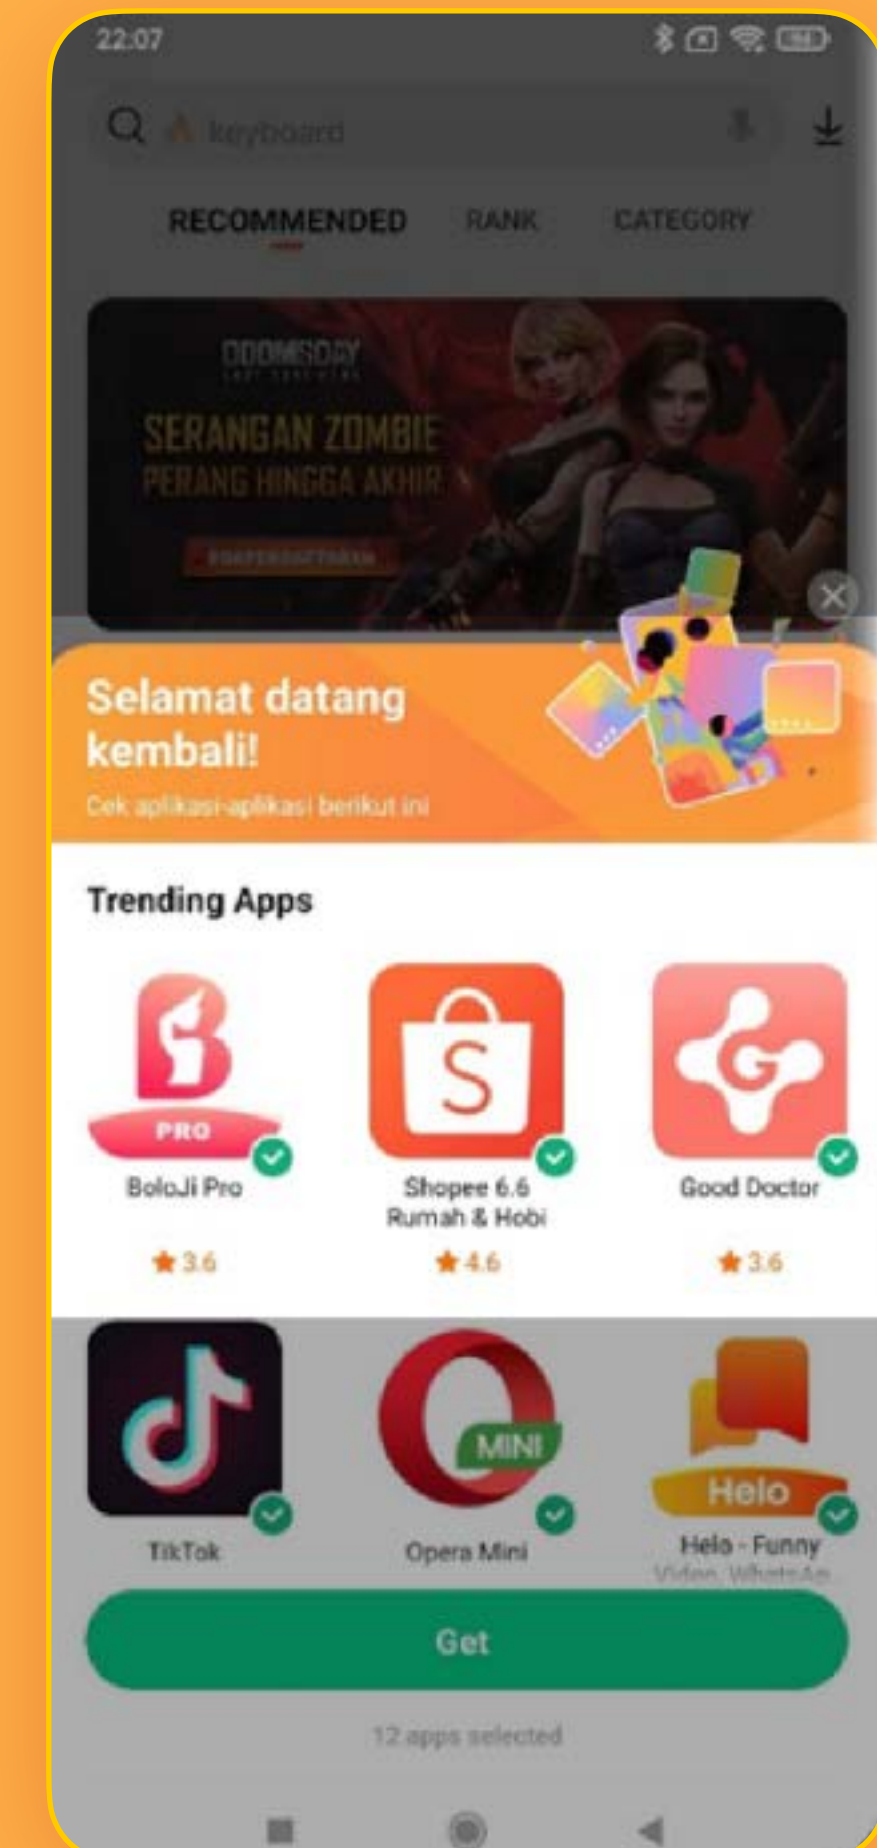 22:07
keyboard
RECOMMENDED RANK CATEGORY
DOOMSDAY
SERANGAN ZOMBIE
PERANG HINGGA AKHIR
Selamat datang
kembali!
Cek aplikasi-aplikasi berikut ini
Trending Apps
S G
PRO
BoloJi Pro Shopee 6.6 Good Doctor
Rumah & Hobi
3.6 4.6 3.6
MINI
Helo
TikTok Opera Mini Helo - Funny
Video, WhatsAp
Get
12 apps selected